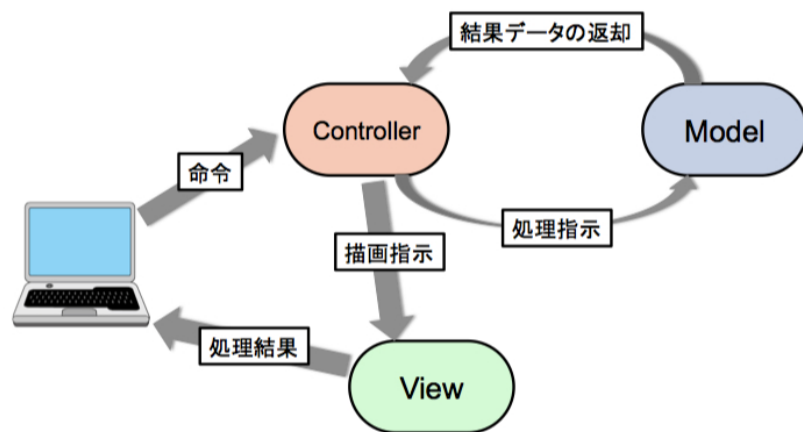 結果データの返却
Controller
Model
命令
処理指示
描画指示
処理結果
View